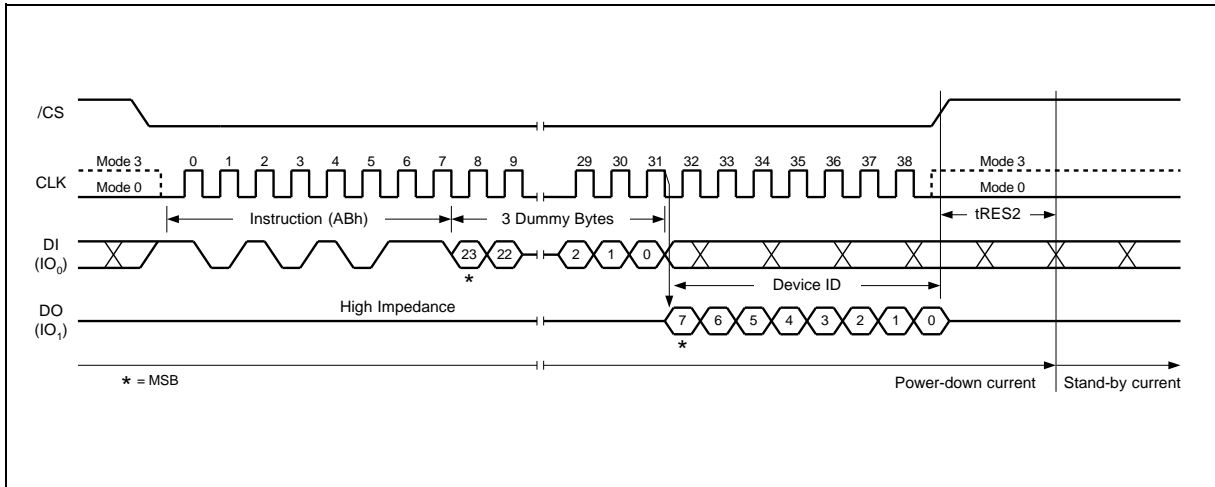 /CS
Mode 3
0 1 2 3 4 5 6 7 8 9 29 30 31 32 33 34 35 36 37 38
Mode 3
CLK
Mode 0
Mode 0
Instruction (ABh)
3 Dummy Bytes
tRES2
DI
(IO0)
23 22 2 1 0
*
Device ID
High Impedance
DO
(IO1)
7 6 5 4 3 2 1 0
*
* = MSB
Power-down current
Stand-by current